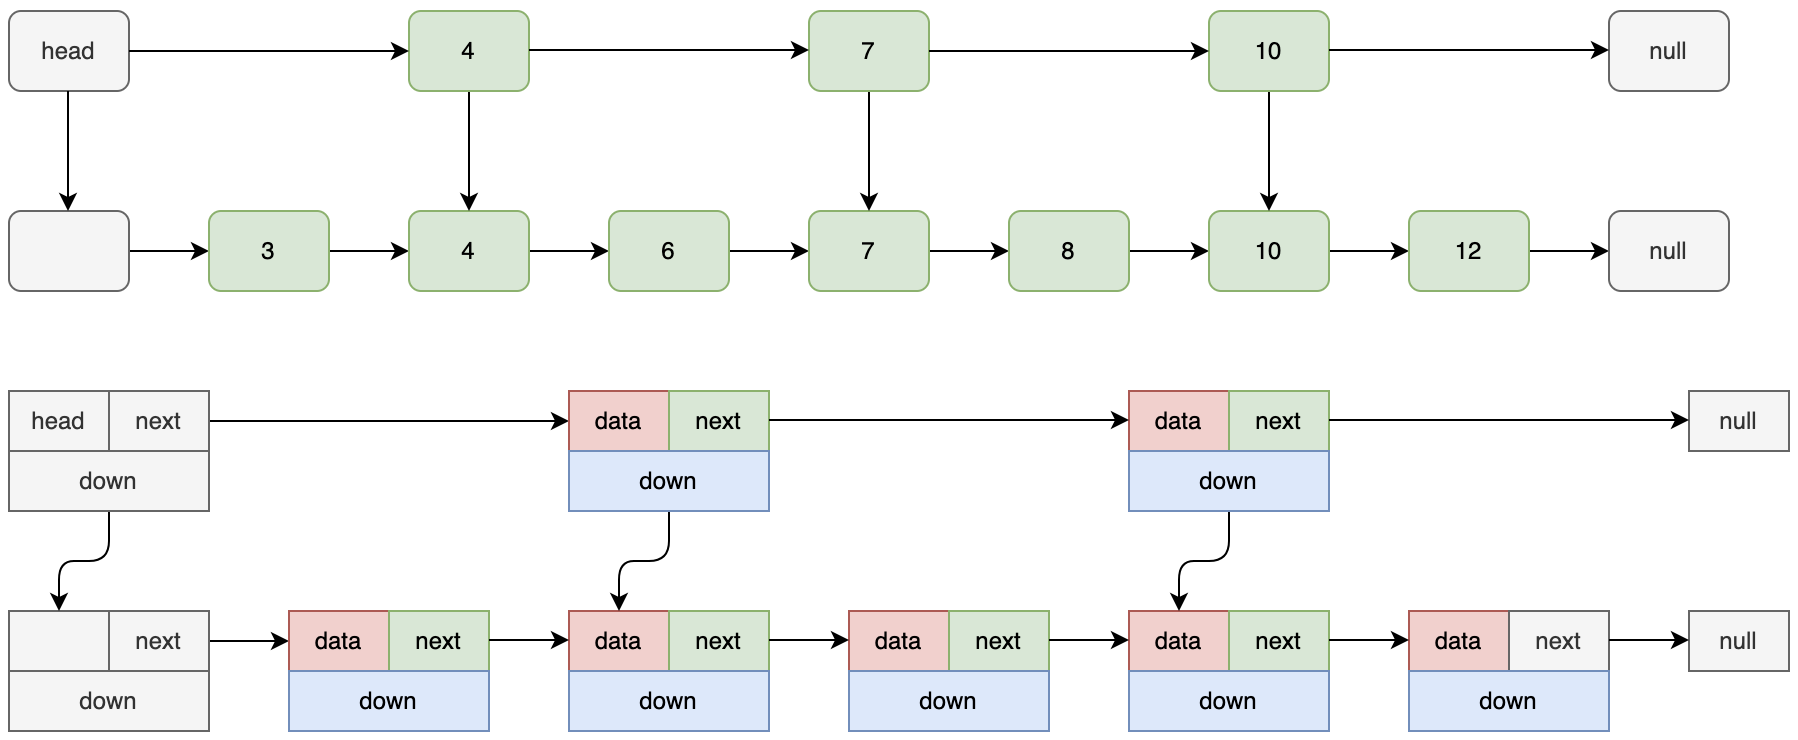 head 4 7 10 null
3 4 6 7 8 10 12 null
head next data next data next null
down down down
next data next data next data next data next data next null
down down down down down down